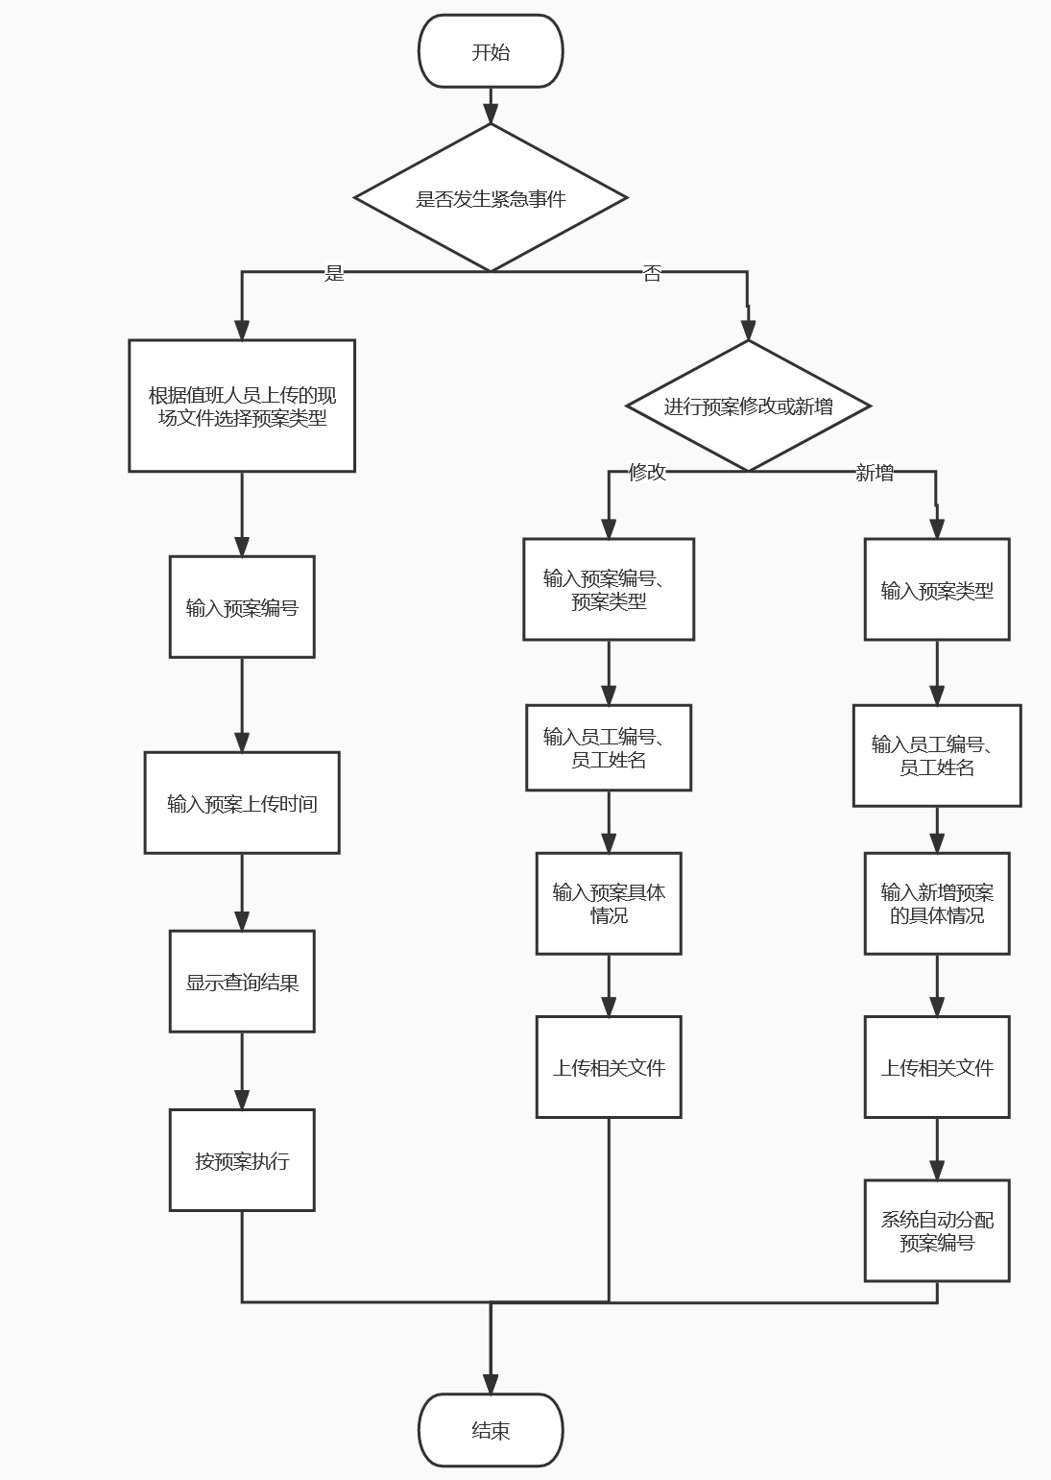 开始
是否发生紧急事件
是
否
根据值班人员上传的现
场文件选择预案类型
进行预案修改或新增
修改
新增
输入预案编号
输入预案编号、
预案类型
输入预案类型
输入预案上传时间
输入员工编号、
员工姓名
输入员工编号、
员工姓名
显示查询结果
输入预案具体
情况
输入新增预案
的具体情况
按预案执行
上传相关文件
上传相关文件
系统自动分配
预案编号
结束